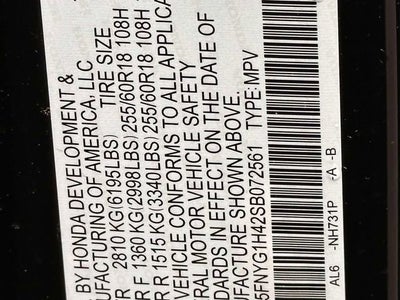 BY HONDA DEVELOPMENT &
UFACTURING OF AMERICA, LLC
TIRE SIZE
R 2810 KG(6195LBS)
R F 1360 KG(2998LBS) 255/60R18 108H
R R 1515 KG(3340LBS) 255/60R18 108H
VEHICLE CONFORMS TO ALL APPLICA
RAL MOTOR VEHICLE SAFETY
DARDS IN EFFECT ON THE DATE OF
UFACTURE SHOWN ABOVE.
FNYG1H42SB072561 TYPE:MPV
AL6 -NH731P -A -B